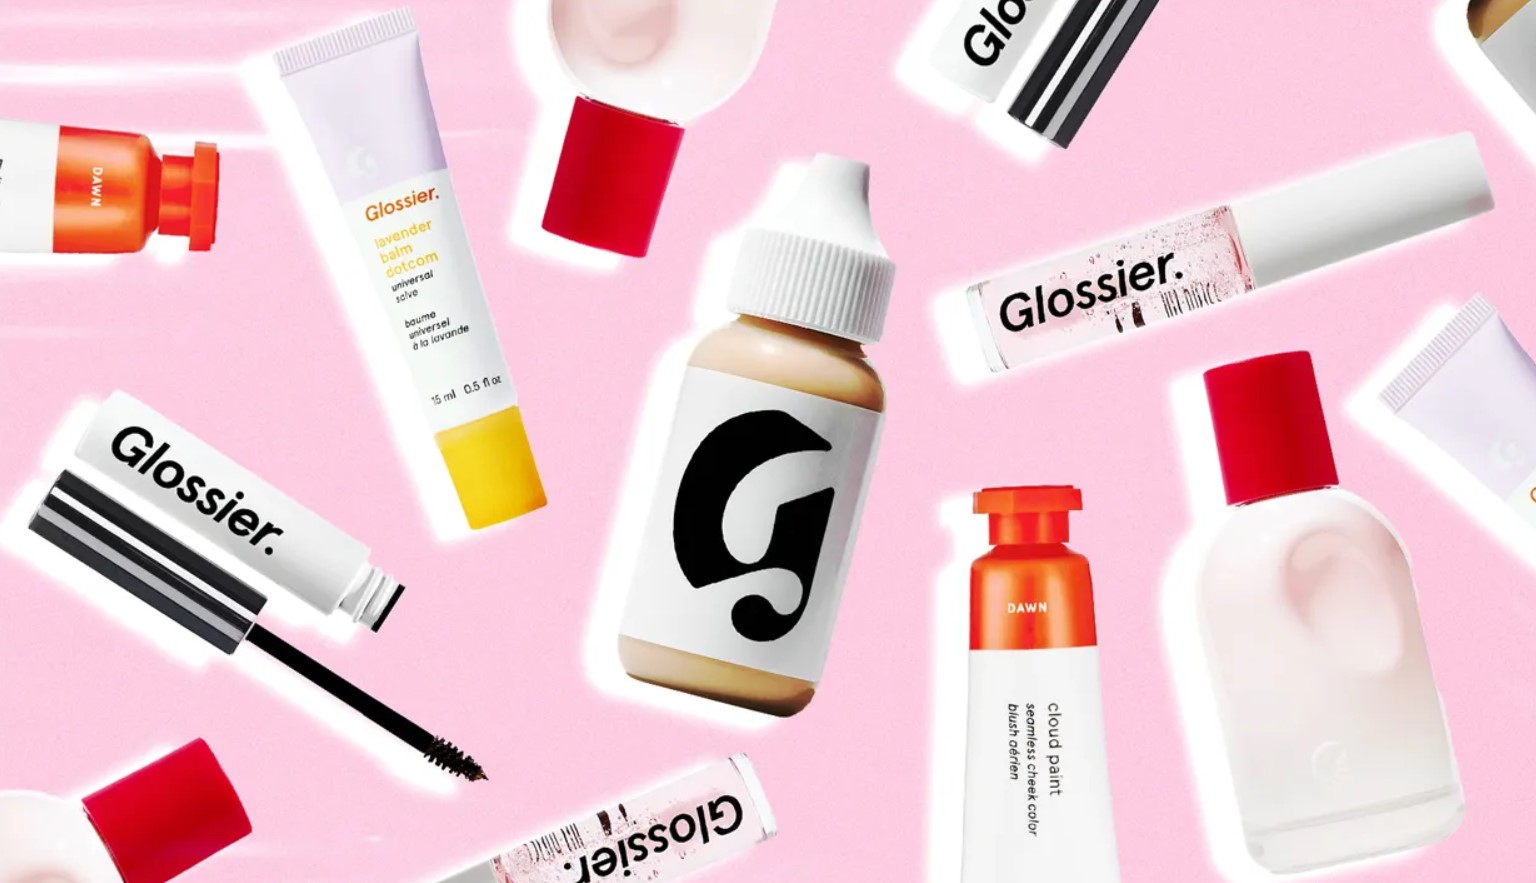 Glos
DAWN
Glossier.
lavender
balm
dotcom
universal
salve
baume
universel
à la lavande
15 ml 0.5 fl oz
Glossier.
Glossier.
G
DAWN
cloud paint
seamless cheek color
blush aérien
Glossier.